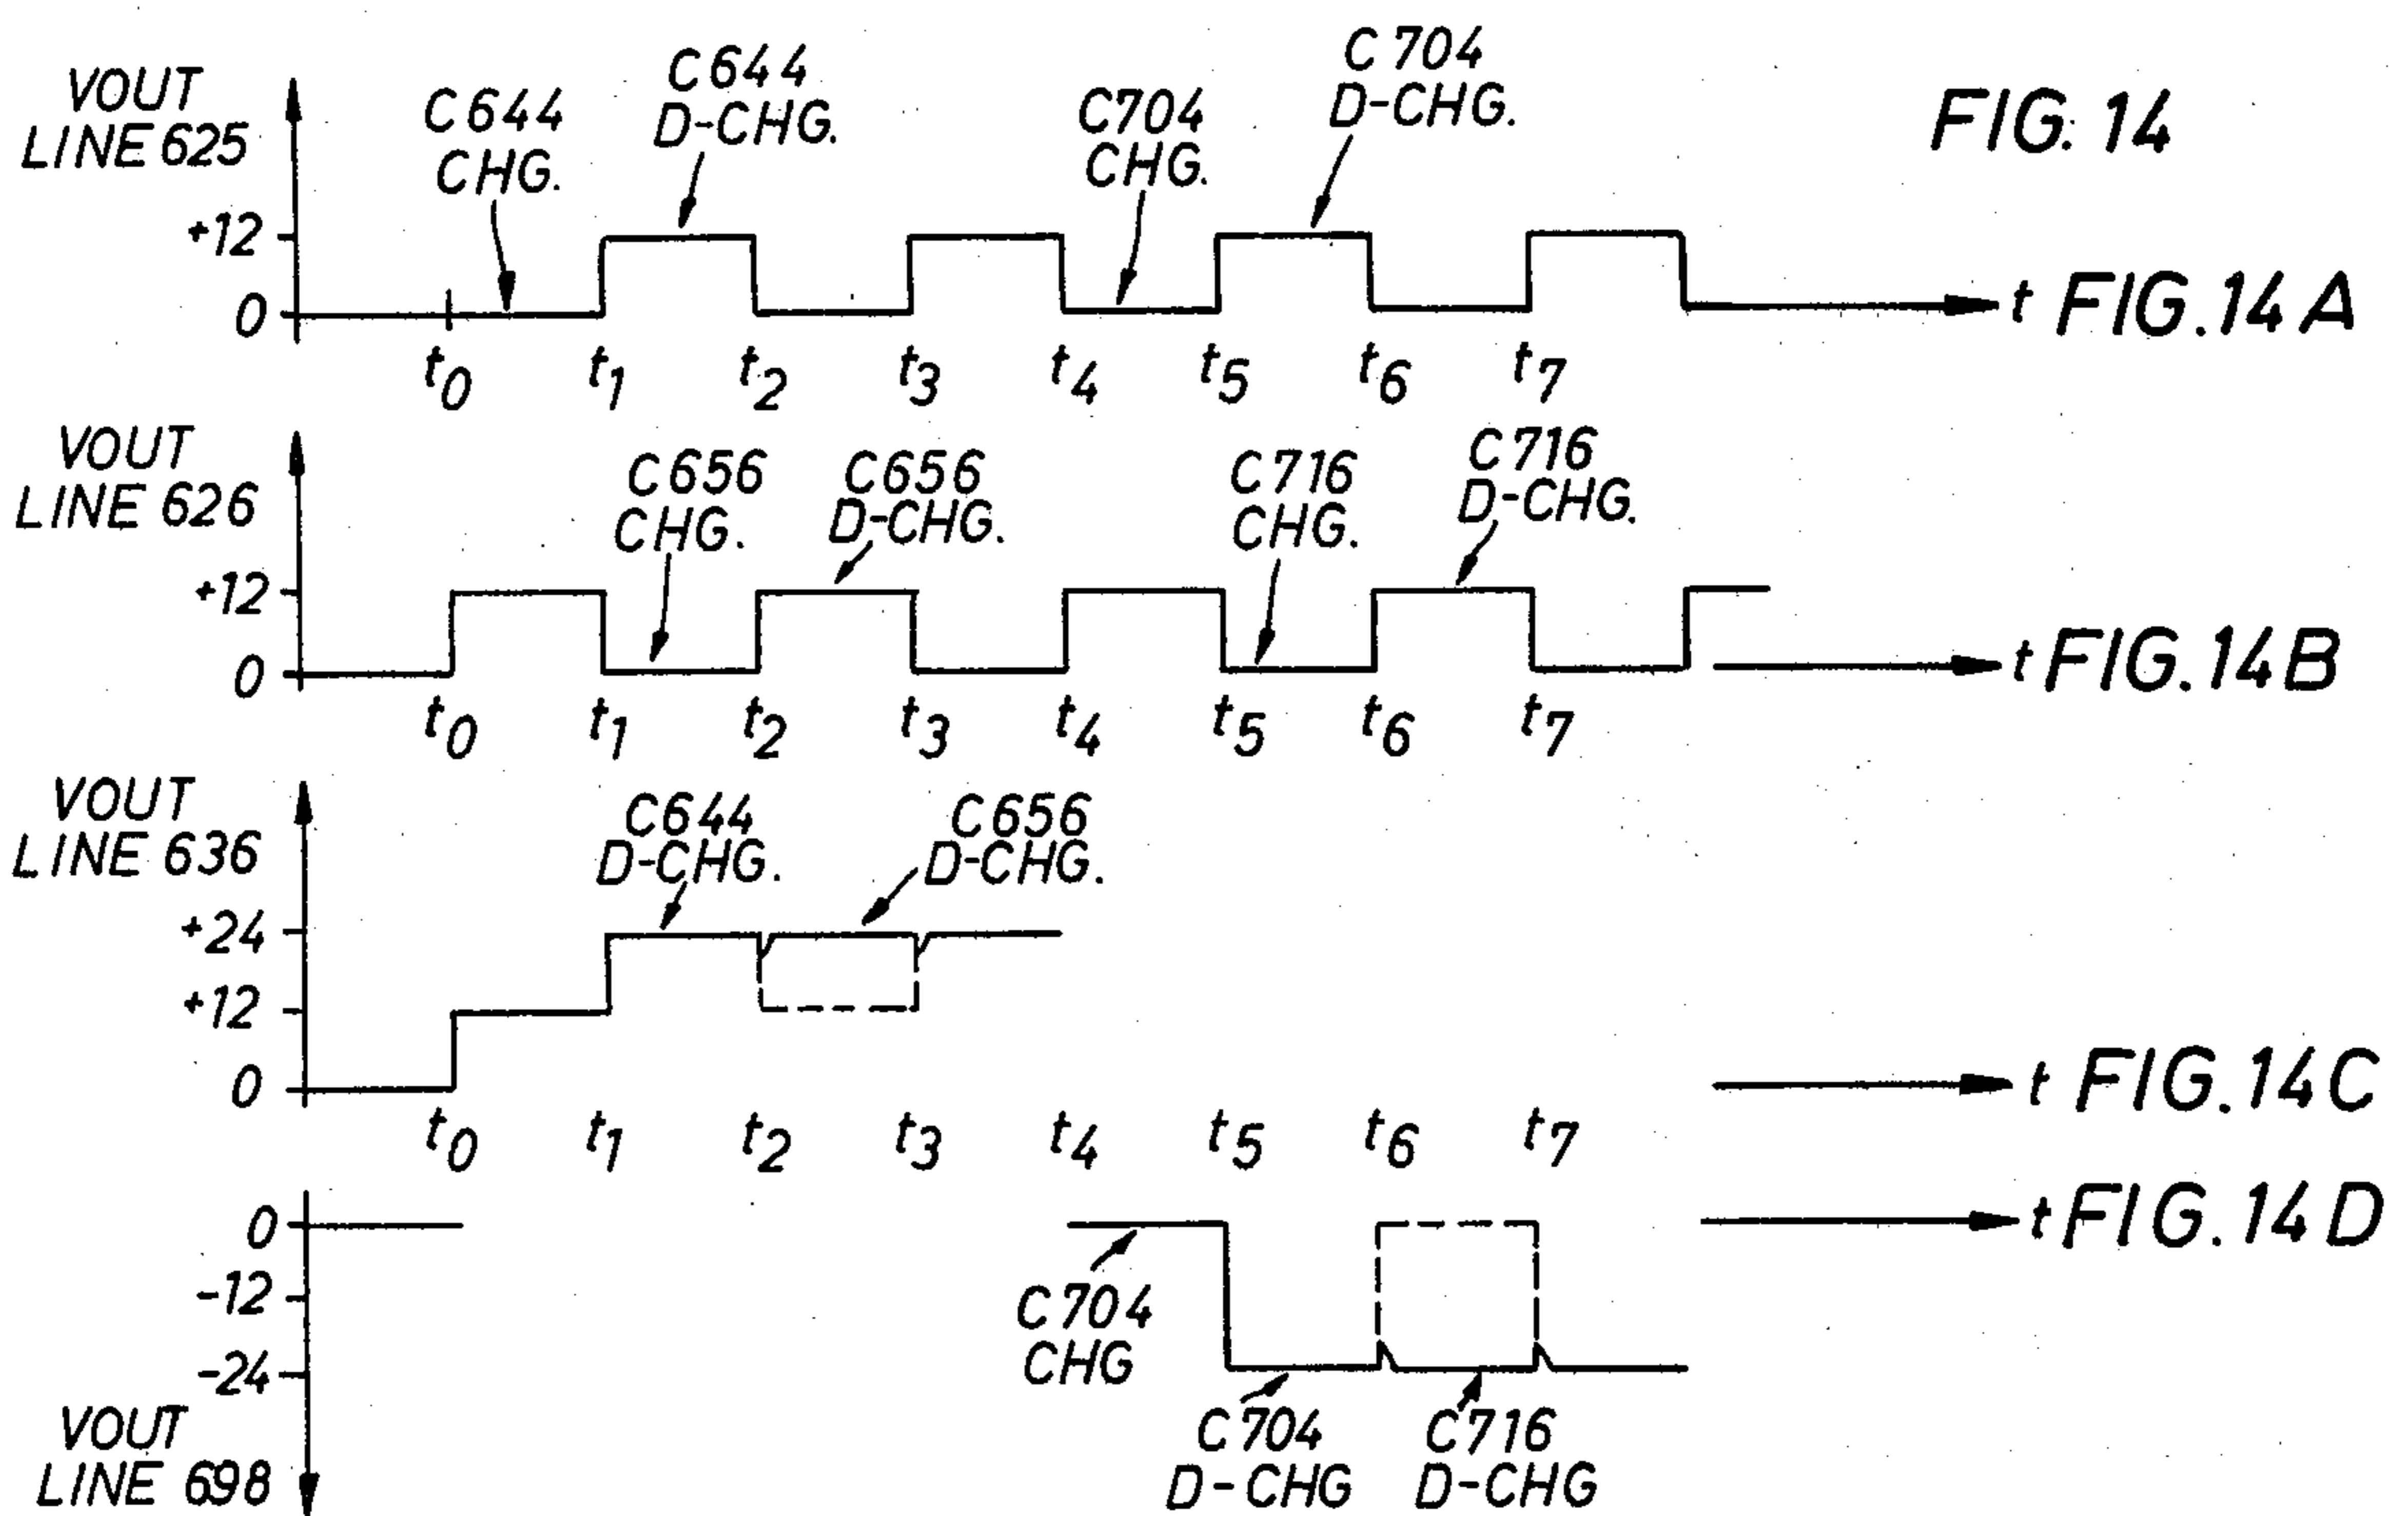 FIG. 14
VOUT
LINE 625
C644
CHG.
C644
D-CHG.
C704
CHG.
C704
D-CHG.
+12
0
t FIG. 14A
t0 t1 t2 t3 t4 t5 t6 t7
VOUT
LINE 626
C656
CHG.
C656
D-CHG.
C716
CHG.
C716
D-CHG.
+12
0
t FIG. 14B
t0 t1 t2 t3 t4 t5 t6 t7
VOUT
LINE 636
C644
D-CHG.
C656
D-CHG.
+24
+12
0
t FIG. 14C
t0 t1 t2 t3 t4 t5 t6 t7
0
-12
-24
t FIG. 14D
C704
CHG
C704
D-CHG
C716
D-CHG
VOUT
LINE 698